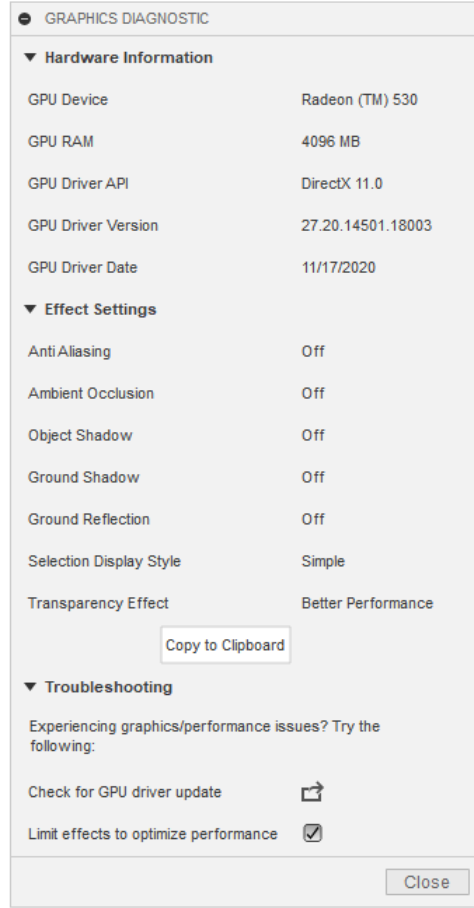 GRAPHICS DIAGNOSTIC
Hardware Information
GPU Device Radeon (TM) 530
GPU RAM 4096 MB
GPU Driver API DirectX 11.0
GPU Driver Version 27.20.14501.18003
GPU Driver Date 11/17/2020
Effect Settings
Anti Aliasing Off
Ambient Occlusion Off
Object Shadow Off
Ground Shadow Off
Ground Reflection Off
Selection Display Style Simple
Transparency Effect Better Performance
Copy to Clipboard
Troubleshooting
Experiencing graphics/performance issues? Try the
following:
Check for GPU driver update
Limit effects to optimize performance
Close